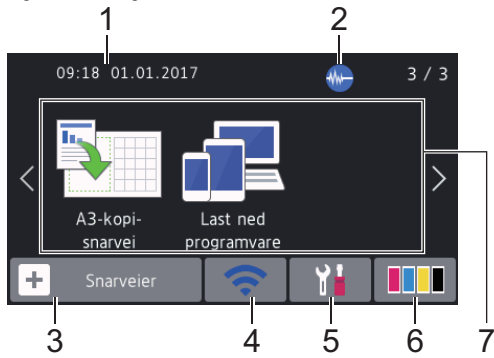 1
2
09:18 01.01.2017
3 / 3
A3-kopi-
snarvei
Last ned
programvare
Snarveier
3
4
5
6
7